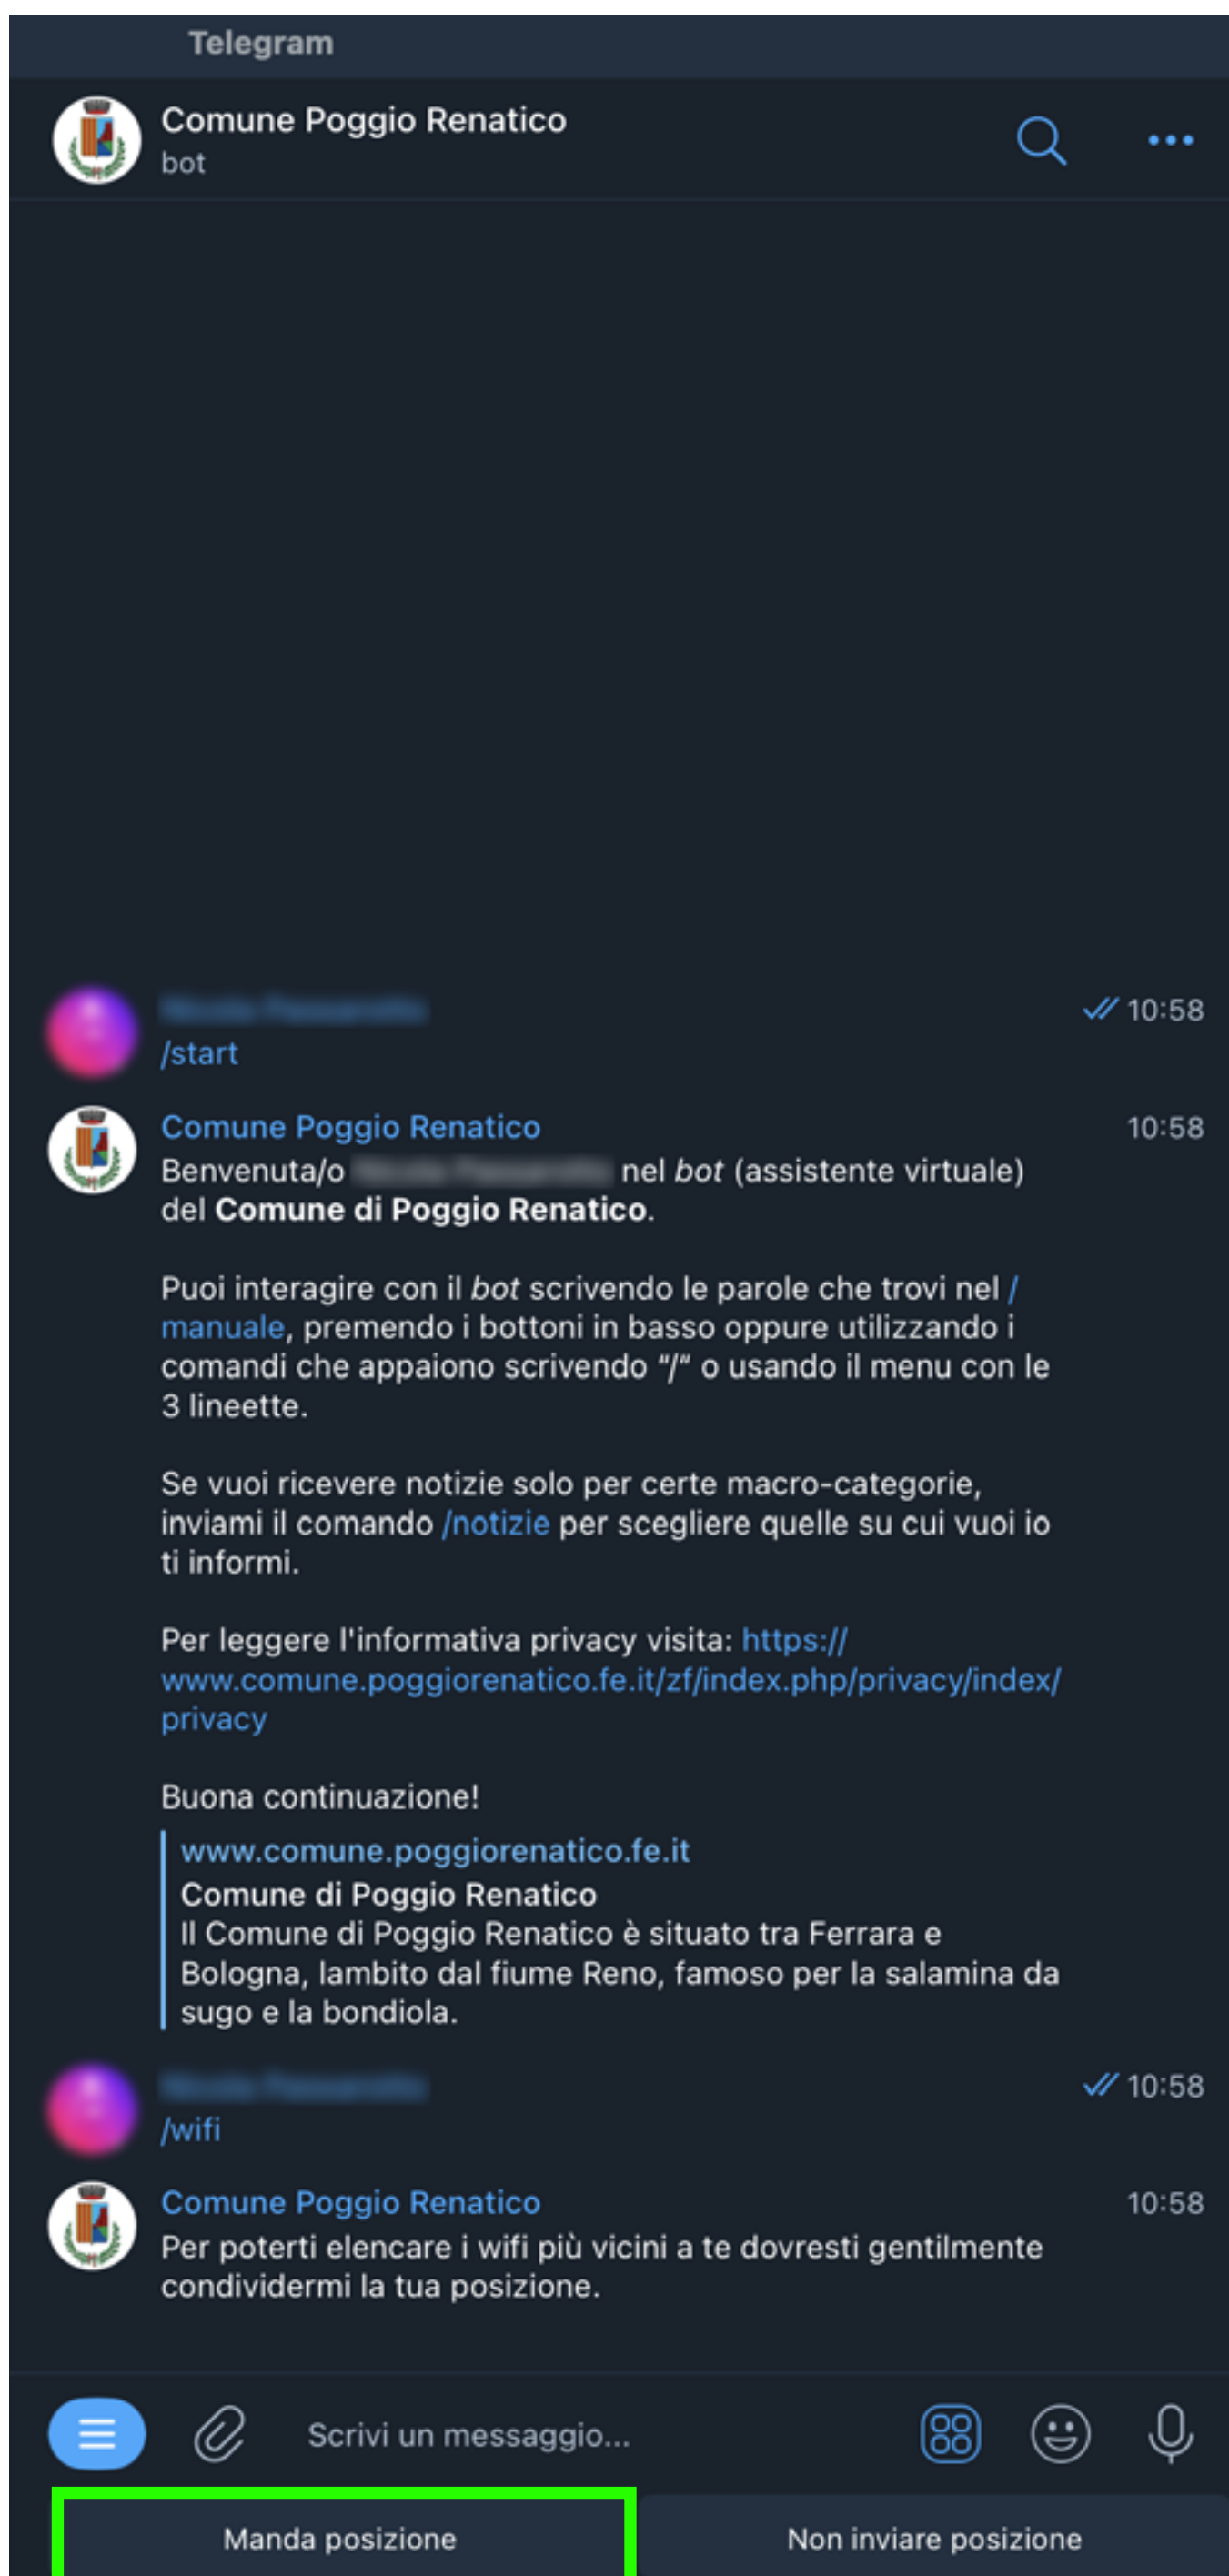 Telegram
Comune Poggio Renatico
bot
10:58
/start
Comune Poggio Renatico
10:58
Benvenuta/o nel bot (assistente virtuale)
del Comune di Poggio Renatico.
Puoi interagire con il bot scrivendo le parole che trovi nel /
manuale, premendo i bottoni in basso oppure utilizzando i
comandi che appaiono scrivendo “/” o usando il menu con le
3 lineette.
Se vuoi ricevere notizie solo per certe macro-categorie,
inviami il comando /notizie per scegliere quelle su cui vuoi io
ti informi.
Per leggere l'informativa privacy visita: https://
www.comune.poggiorenatico.fe.it/zf/index.php/privacy/index/
privacy
Buona continuazione!
www.comune.poggiorenatico.fe.it
Comune di Poggio Renatico
Il Comune di Poggio Renatico è situato tra Ferrara e
Bologna, lambito dal fiume Reno, famoso per la salamina da
sugo e la bondiola.
10:58
/wifi
Comune Poggio Renatico
10:58
Per poterti elencare i wifi più vicini a te dovresti gentilmente
condividermi la tua posizione.
Scrivi un messaggio...
Manda posizione
Non inviare posizione